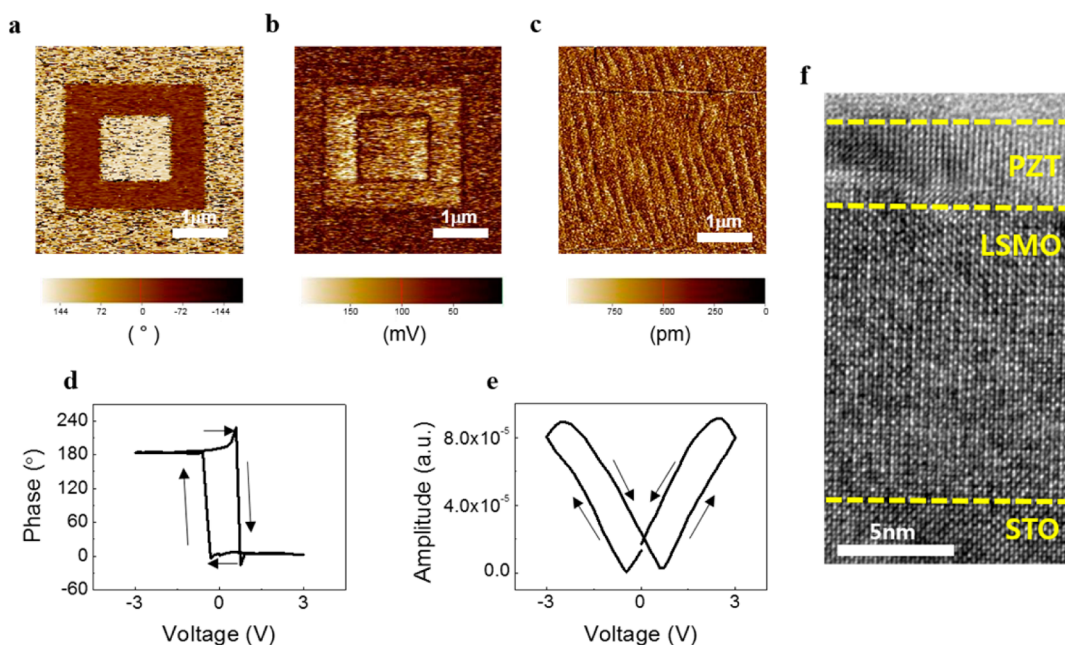 a
b
c
f
1μm
1μm
1μm
144 72 0 -72 -144
150 100 50
750 500 250 0
( ° )
(mV)
(pm)
PZT
LSMO
STO
5nm
d
e
240
180
120
60
0
-60
Phase (°)
-3 0 3
Voltage (V)
8.0x10⁻⁵
4.0x10⁻⁵
0.0
Amplitude (a.u.)
-3 0 3
Voltage (V)